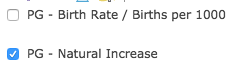 PG - Birth Rate / Births per 1000
PG - Natural Increase